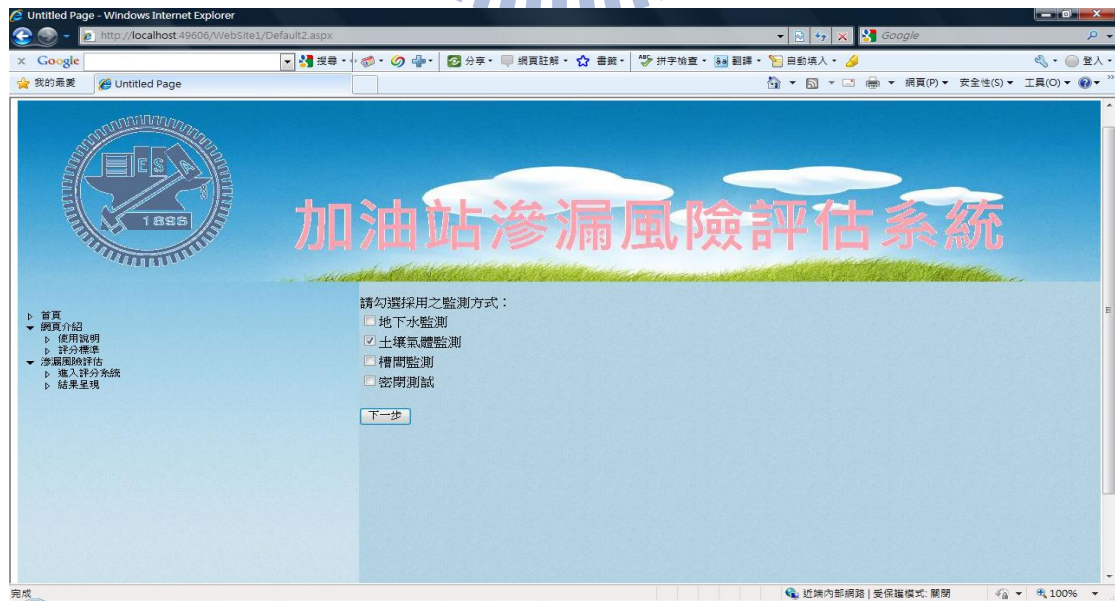 Untitled Page - Windows Internet Explorer
http://localhost:49606/WebSite1/Default2.aspx
Google
x Google 搜尋 分享 網頁註解 書籤 拼字檢查 翻譯 自動填入 登入
我的最愛 Untitled Page 網頁(P) 安全性(S) 工具(O)
ESA
1896
加油站滲漏風險評估系統
首頁
網頁介紹
使用說明
評分標準
滲漏風險評估
進入評分系統
結果呈現
請勾選採用之監測方式：
地下水監測
土壤氣體監測
槽間監測
密閉測試
下一步
完成 近端內部網路 | 受保護模式: 關閉 100%